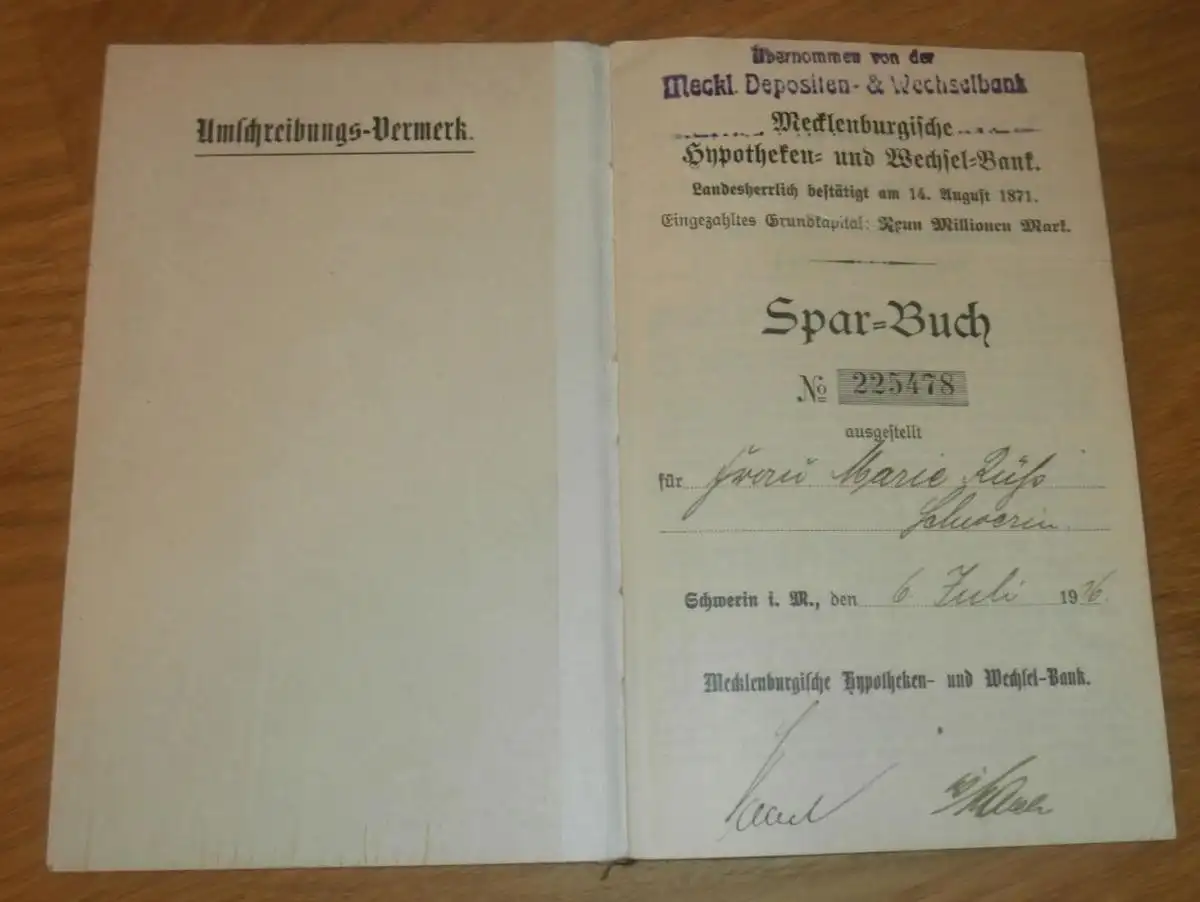 Umschreibungs-Vermerk.
Übernommen von der
Meckl. Depositen- & Wechselbank
Mecklenburgische
Hypotheken- und Wechsel-Bank.
Landesherrlich bestätigt am 14. August 1871.
Eingezahltes Grundkapital: Neun Millionen Mark.
Spar-Buch
No 225478
ausgestellt
für Frau Marie Rüß
Schwerin
Schwerin i. M., den 6 Juli 1926.
Mecklenburgische Hypotheken- und Wechsel-Bank.